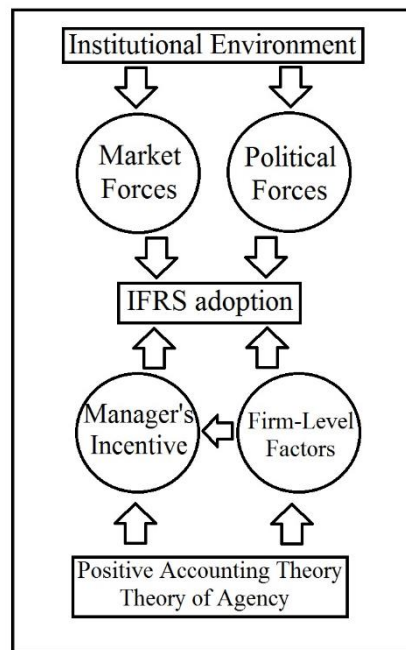 Institutional Environment
Market
Forces
Political
Forces
IFRS adoption
Manager's
Incentive
Firm-Level
Factors
Positive Accounting Theory
Theory of Agency